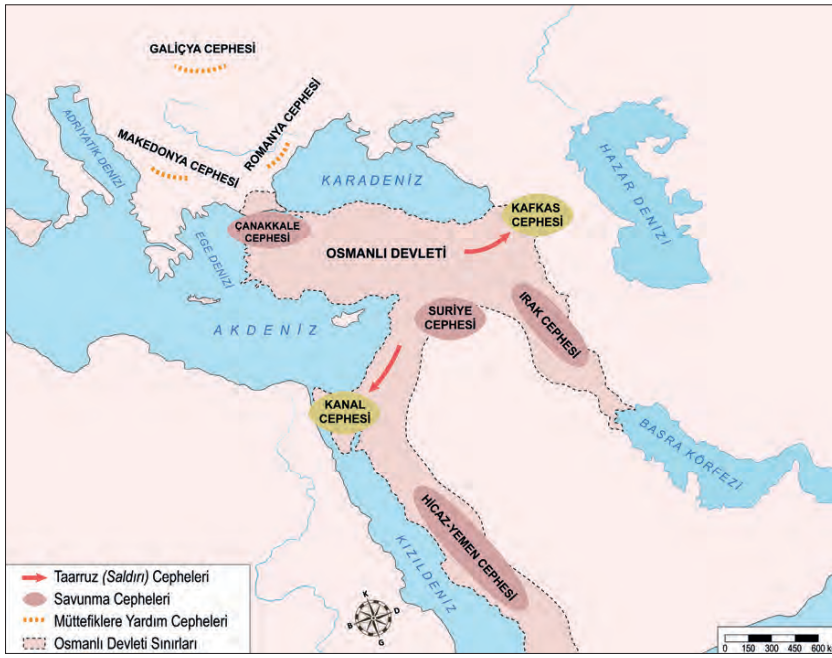 GALİÇYA CEPHESİ
ROMANYA CEPHESİ
MAKEDONYA CEPHESİ
ADRİYATİK DENİZİ
KARADENİZ
HAZAR DENİZİ
KAFKAS
CEPHESİ
ÇANAKKALE
CEPHESİ
EGE DENİZİ
OSMANLI DEVLETİ
SURİYE
CEPHESİ
IRAK CEPHESİ
AKDENİZ
KANAL
CEPHESİ
BASRA KÖRFEZİ
HİCAZ-YEMEN CEPHESİ
KIZILDENİZ
Taarruz (Saldırı) Cepheleri
Savunma Cepheleri
Müttefiklere Yardım Cepheleri
Osmanlı Devleti Sınırları
K
B D
G
0 150 300 450 600 k